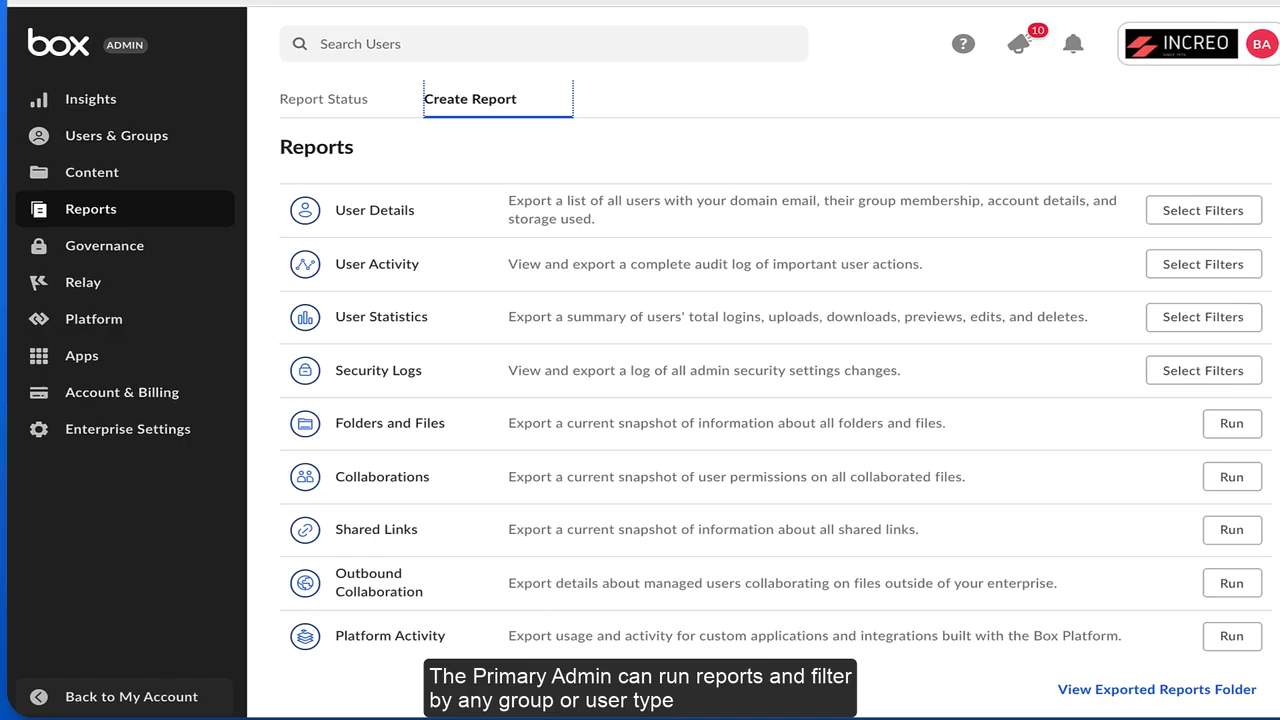 box ADMIN
Search Users
10
INCREO
BA
Insights
Users & Groups
Content
Reports
Governance
Relay
Platform
Apps
Account & Billing
Enterprise Settings
Back to My Account
Report Status
Create Report
Reports
User Details
Export a list of all users with your domain email, their group membership, account details, and
storage used.
Select Filters
User Activity
View and export a complete audit log of important user actions.
Select Filters
User Statistics
Export a summary of users' total logins, uploads, downloads, previews, edits, and deletes.
Select Filters
Security Logs
View and export a log of all admin security settings changes.
Select Filters
Folders and Files
Export a current snapshot of information about all folders and files.
Run
Collaborations
Export a current snapshot of user permissions on all collaborated files.
Run
Shared Links
Export a current snapshot of information about all shared links.
Run
Outbound
Collaboration
Export details about managed users collaborating on files outside of your enterprise.
Run
Platform Activity
Export usage and activity for custom applications and integrations built with the Box Platform.
Run
View Exported Reports Folder
The Primary Admin can run reports and filter
by any group or user type